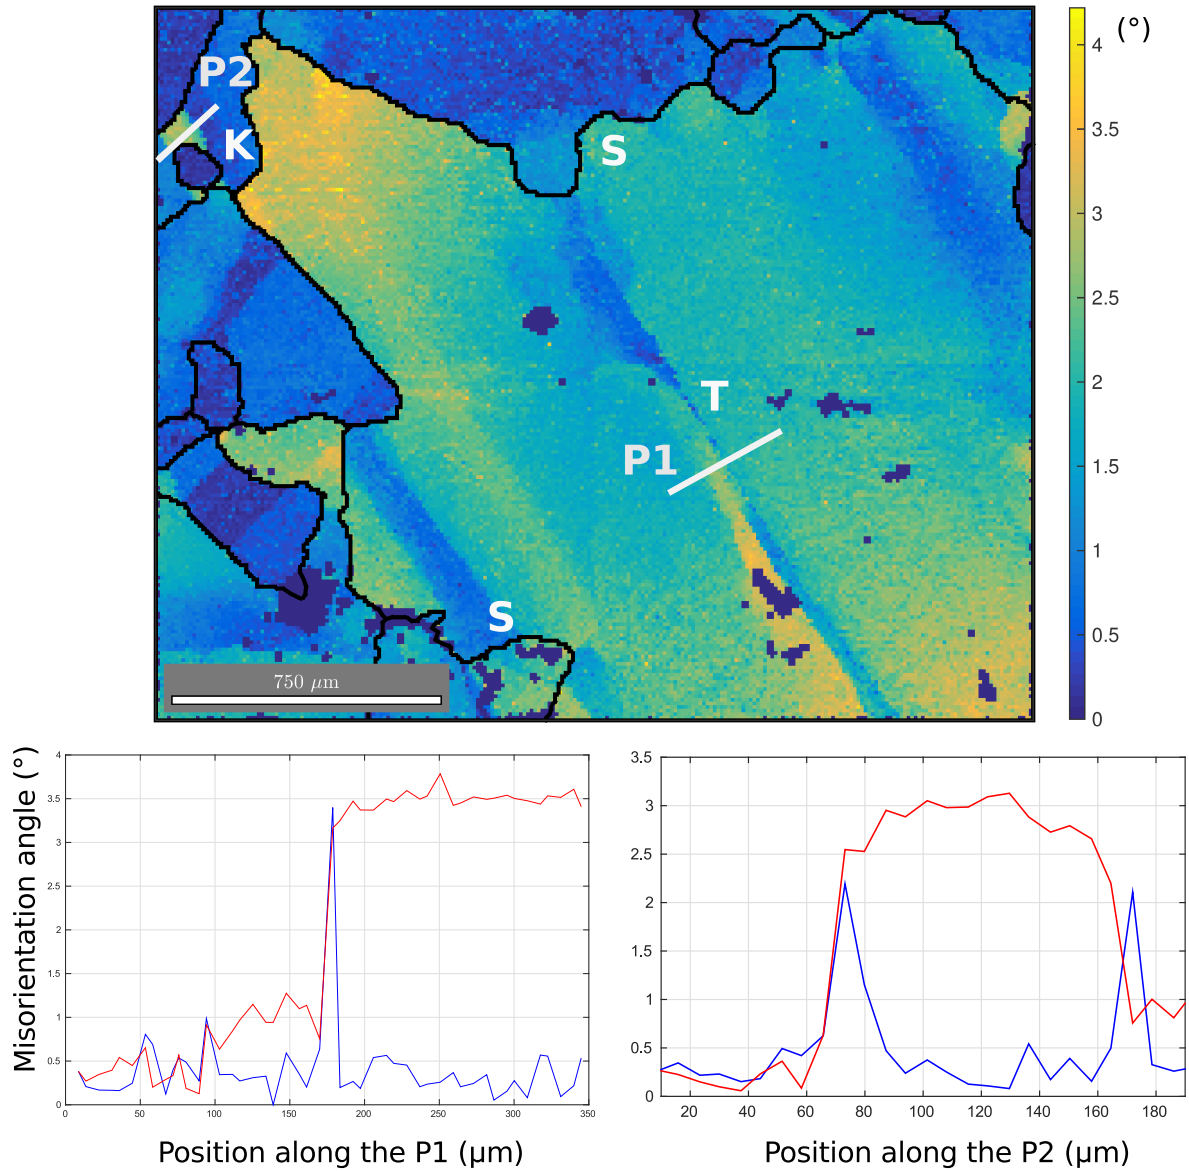 (°)
4
3.5
3
2.5
2
1.5
1
0.5
0
P2
K
S
T
P1
S
750 μm
Misorientation angle (°)
4
3.5
3
2.5
2
1.5
1
0.5
0
0 50 100 150 200 250 300 350
Position along the P1 (μm)
3.5
3
2.5
2
1.5
1
0.5
0
20 40 60 80 100 120 140 160 180
Position along the P2 (μm)